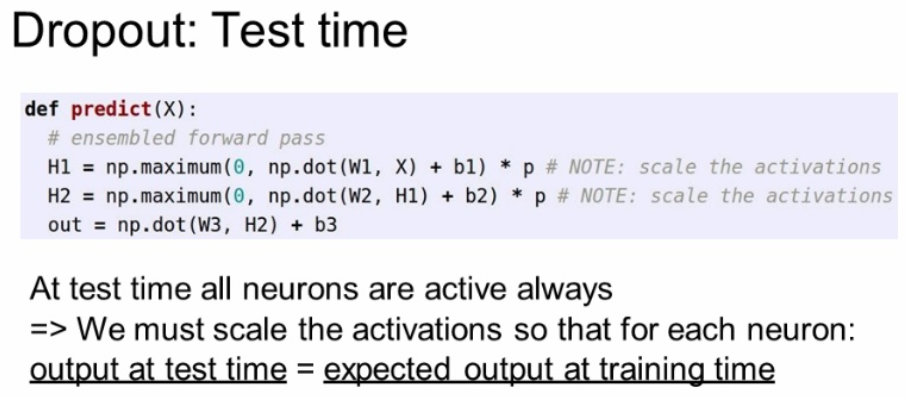 Dropout: Test time
def predict(X):
# ensembled forward pass
H1 = np.maximum(0, np.dot(W1, X) + b1) * p # NOTE: scale the activations
H2 = np.maximum(0, np.dot(W2, H1) + b2) * p # NOTE: scale the activations
out = np.dot(W3, H2) + b3
At test time all neurons are active always
=> We must scale the activations so that for each neuron:
output at test time = expected output at training time